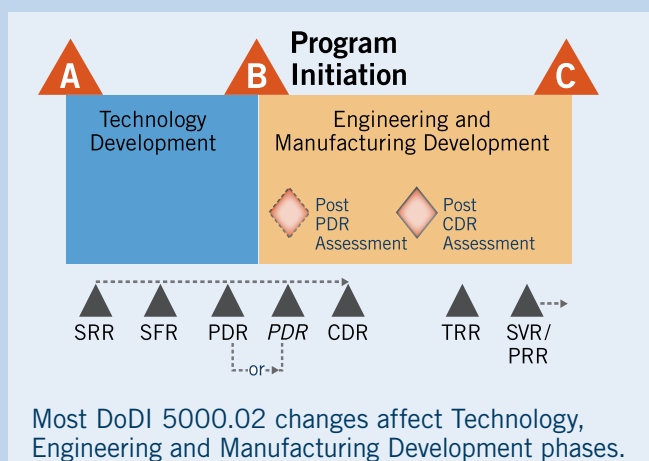 A
B
Program
Initiation
C
Technology
Development
Engineering and
Manufacturing Development
Post
PDR
Assessment
Post
CDR
Assessment
SRR
SFR
PDR
PDR
CDR
TRR
SVR/
PRR
or
Most DoDI 5000.02 changes affect Technology,
Engineering and Manufacturing Development phases.